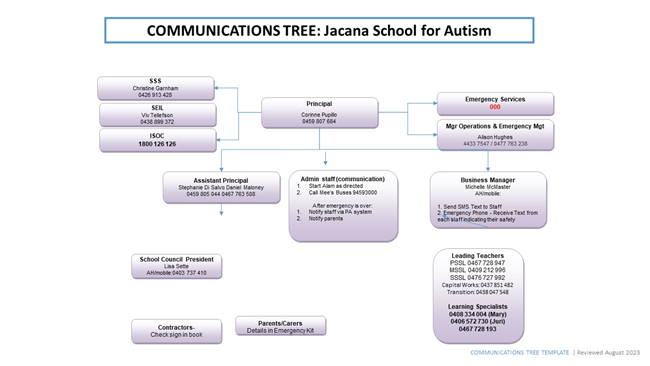 COMMUNICATIONS TREE: Jacana School for Autism
SSS
Christine Garnham
0426 913 428
SEIL
Viv Tellefson
0438 899 372
ISOC
1800 126 126
Principal
Corinne Pupillo
0459 807 684
Emergency Services
000
Mgr Operations & Emergency Mgt
Alison Hughes
4433 7547 / 0477 763 238
Assistant Principal
Stephanie Di Salvo Daniel Maloney
0459 805 044 0467 763 508
Admin staff (communication)
1. Start Alam as directed
2. Call Mee's Buses 94593000
After emergency is over:
1. Notify staff via PA system
2. Notify parents
Business Manager
Michelle McMaster
AH/mobile:
1. Send SMS Text to Staff
2. Emergency Phone - Receive Text from
each staff indicating their safety
School Council President
Lisa Sette
AH/mobile:0403 737 410
Leading Teachers
PSSL 0467 728 947
MSSL 0409 212 996
SSSL 0476 727 992
Capital Works: 0437 851 482
Transition: 0438 047 548
Learning Specialists
0408 334 004 (Mary)
0406 572 730 (Juri)
0467 728 193
Contractors-
Check sign in book
Parents/Carers
Details in Emergency Kit
COMMUNICATIONS TREE TEMPLATE | Reviewed August 2023